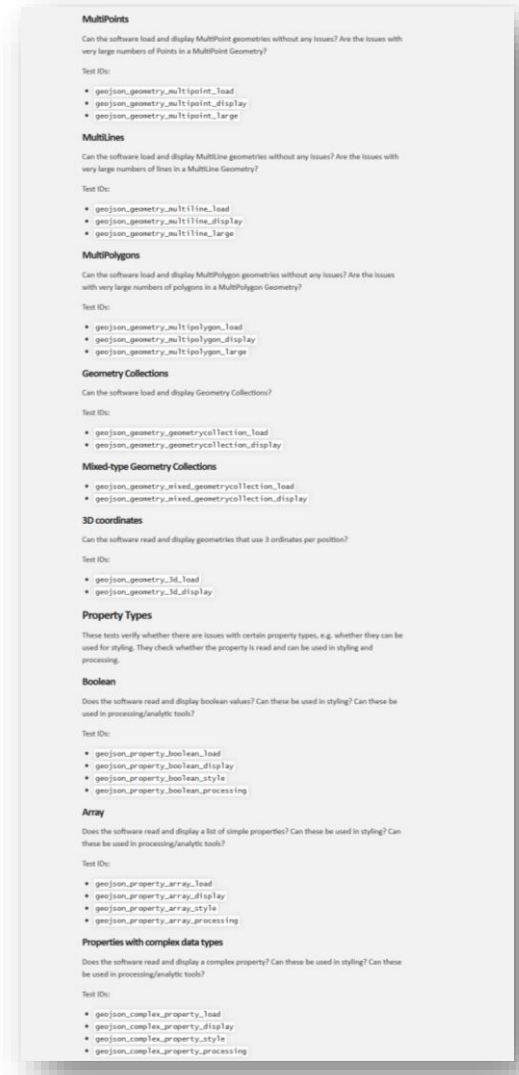 MultiPoints
Can the software load and display MultiPoint geometries without any issues? Are the issues with
very large numbers of Points in a MultiPoint Geometry?
Test IDs:
• geojson_geometry_multipoint_load
• geojson_geometry_multipoint_display
• geojson_geometry_multipoint_large
MultiLines
Can the software load and display MultiLine geometries without any issues? Are the issues with
very large numbers of lines in a MultiLine Geometry?
Test IDs:
• geojson_geometry_multiline_load
• geojson_geometry_multiline_display
• geojson_geometry_multiline_large
MultiPolygons
Can the software load and display MultiPolygon geometries without any issues? Are the issues
with very large numbers of polygons in a MultiPolygon Geometry?
Test IDs:
• geojson_geometry_multipolygon_load
• geojson_geometry_multipolygon_display
• geojson_geometry_multipolygon_large
Geometry Collections
Can the software load and display Geometry Collections?
Test IDs:
• geojson_geometry_geometrycollection_load
• geojson_geometry_geometrycollection_display
Mixed-type Geometry Collections
• geojson_geometry_mixed_geometrycollection_load
• geojson_geometry_mixed_geometrycollection_display
3D coordinates
Can the software read and display geometries that use 3 ordinates per position?
Test IDs:
• geojson_geometry_3d_load
• geojson_geometry_3d_display
Property Types
These tests verify whether there are issues with certain property types, e.g. whether they can be
used for styling. They check whether the property is read and can be used in styling and
processing.
Boolean
Does the software read and display boolean values? Can these be used in styling? Can these be
used in processing/analytic tools?
Test IDs:
• geojson_property_boolean_load
• geojson_property_boolean_display
• geojson_property_boolean_style
• geojson_property_boolean_processing
Array
Does the software read and display a list of simple properties? Can these be used in styling? Can
these be used in processing/analytic tools?
Test IDs:
• geojson_property_array_load
• geojson_property_array_display
• geojson_property_array_style
• geojson_property_array_processing
Properties with complex data types
Does the software read and display a complex property? Can these be used in styling? Can these
be used in processing/analytic tools?
Test IDs:
• geojson_complex_property_load
• geojson_complex_property_display
• geojson_complex_property_style
• geojson_complex_property_processing